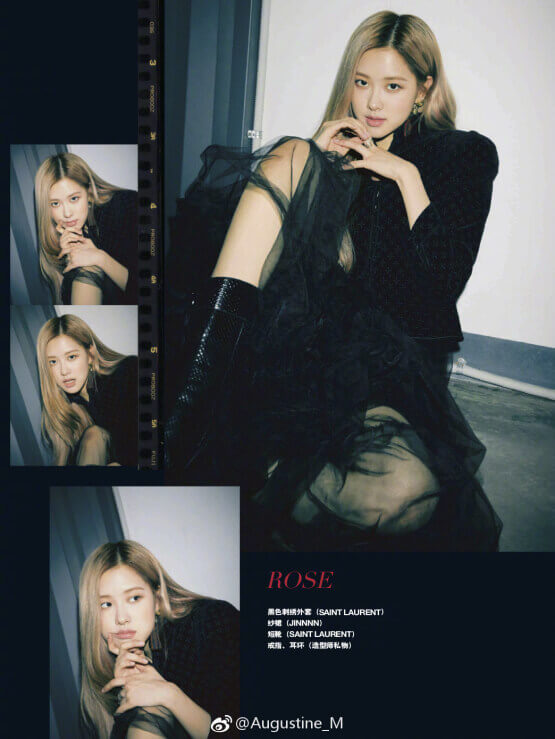 ROSE
黑色刺绣外套（SAINT LAURENT）
纱裙（JINNNN）
短靴（SAINT LAURENT）
戒指、耳环（造型师私物）
@Augustine_M